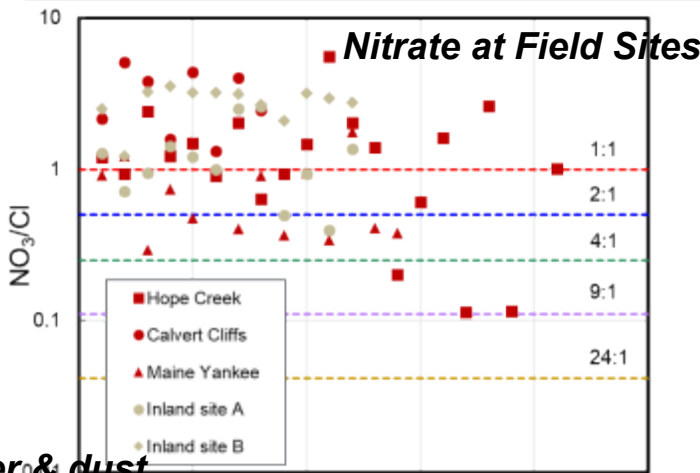 10
Nitrate at Field Sites
1:1
1
2:1
NO₃/Cl
4:1
Hope Creek
9:1
0.1
Calvert Cliffs
24:1
Maine Yankee
Inland site A
Inland site B
& dust